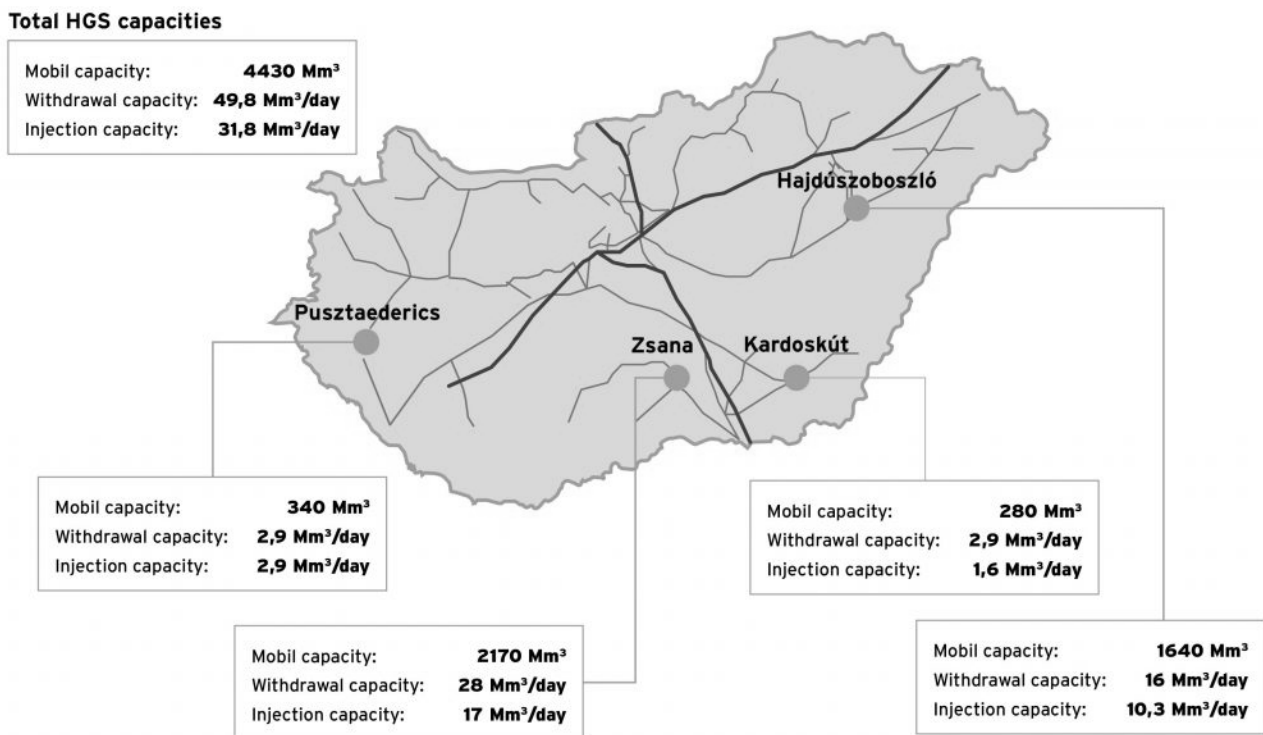 Total HGS capacities
Mobil capacity: 4430 Mm³
Withdrawal capacity: 49,8 Mm³/day
Injection capacity: 31,8 Mm³/day
Hajdúszoboszló
Pusztaederics
Zsana
Kardoskút
Mobil capacity: 340 Mm³
Withdrawal capacity: 2,9 Mm³/day
Injection capacity: 2,9 Mm³/day
Mobil capacity: 280 Mm³
Withdrawal capacity: 2,9 Mm³/day
Injection capacity: 1,6 Mm³/day
Mobil capacity: 2170 Mm³
Withdrawal capacity: 28 Mm³/day
Injection capacity: 17 Mm³/day
Mobil capacity: 1640 Mm³
Withdrawal capacity: 16 Mm³/day
Injection capacity: 10,3 Mm³/day